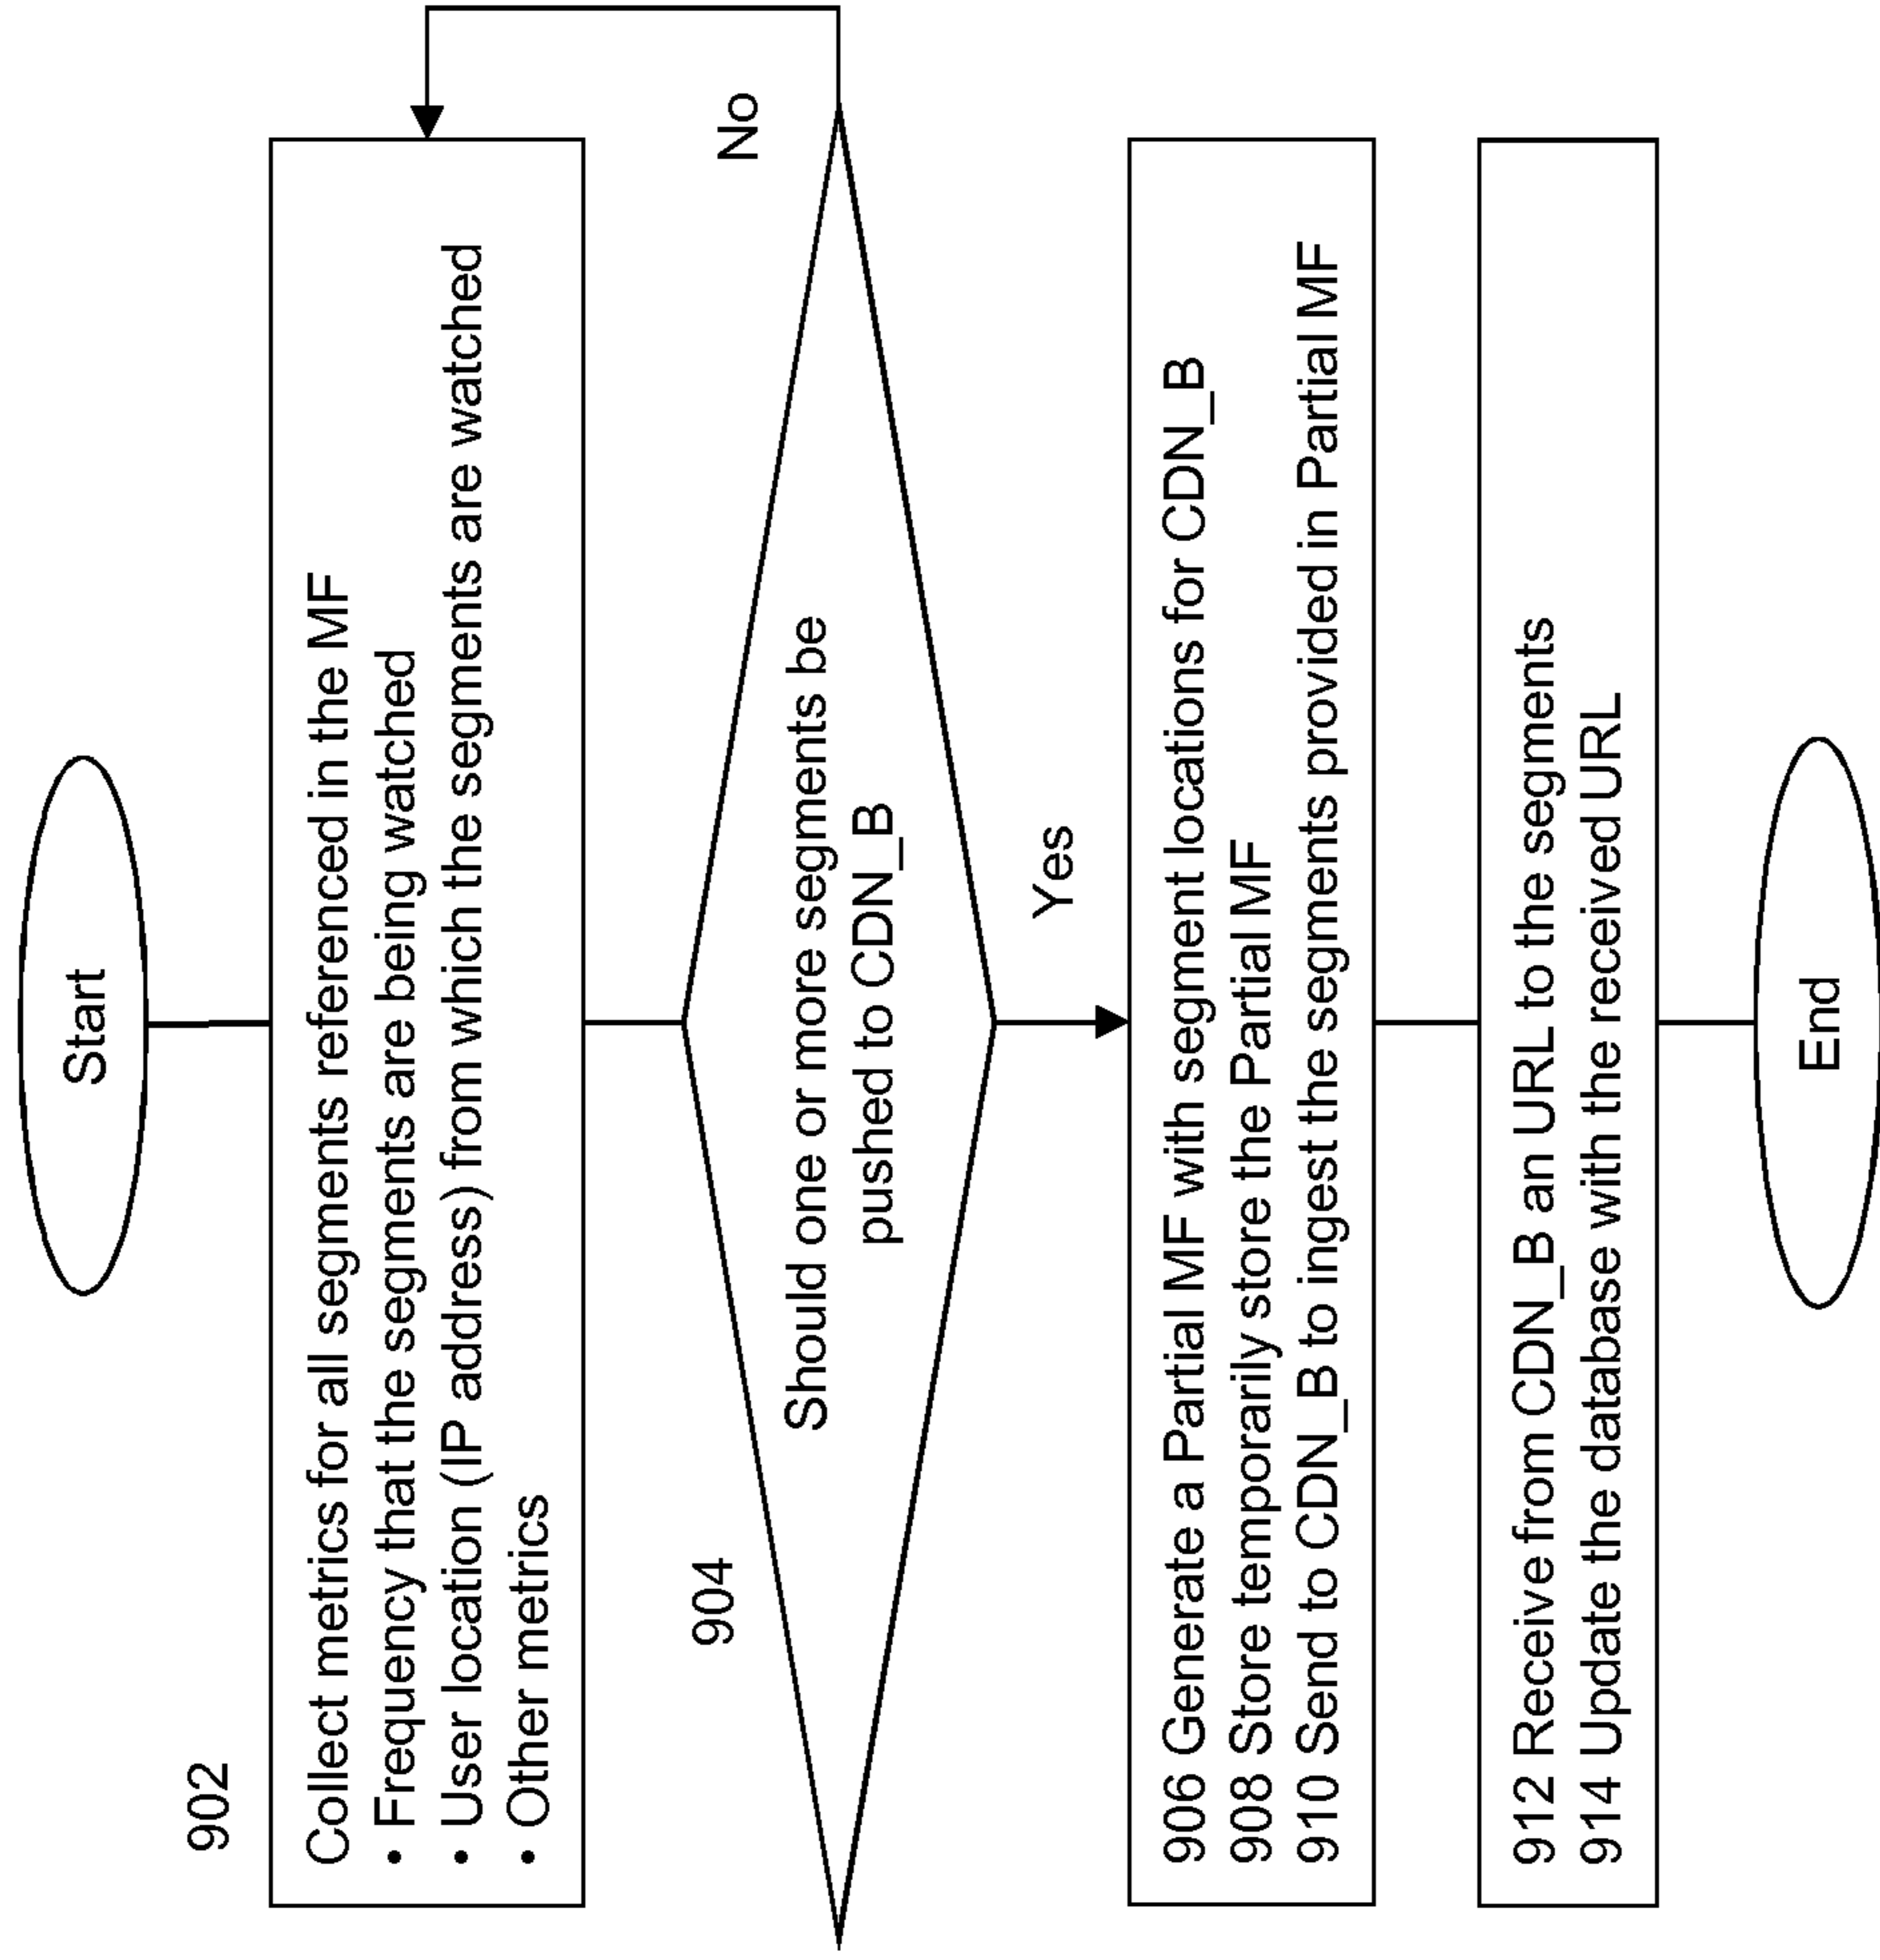 Start
902
Collect metrics for all segments referenced in the MF
• Frequency that the segments are being watched
• User location (IP address) from which the segments are watched
• Other metrics
904
Should one or more segments be
pushed to CDN_B
No
Yes
906 Generate a Partial MF with segment locations for CDN_B
908 Store temporarily store the Partial MF
910 Send to CDN_B to ingest the segments provided in Partial MF
912 Receive from CDN_B an URL to the segments
914 Update the database with the received URL
End